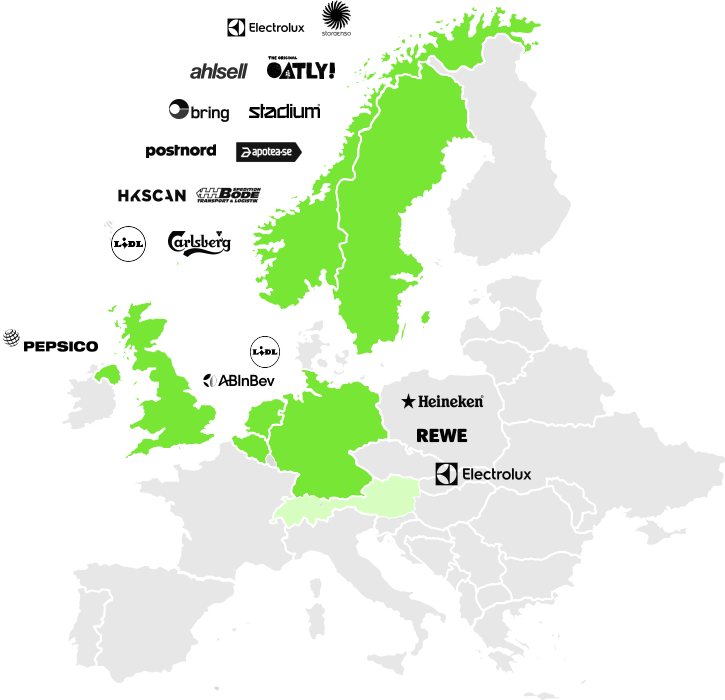 Electrolux
storaenso
ahlsell
THE ORIGINAL
OATLY!
bring
stadium
postnord
apotea.se
HKSCAN
SPEDITION
BODE
TRANSPORT & LOGISTIK
LiDL
Carlsberg
PEPSICO
LiDL
ABInBev
Heineken
REWE
Electrolux